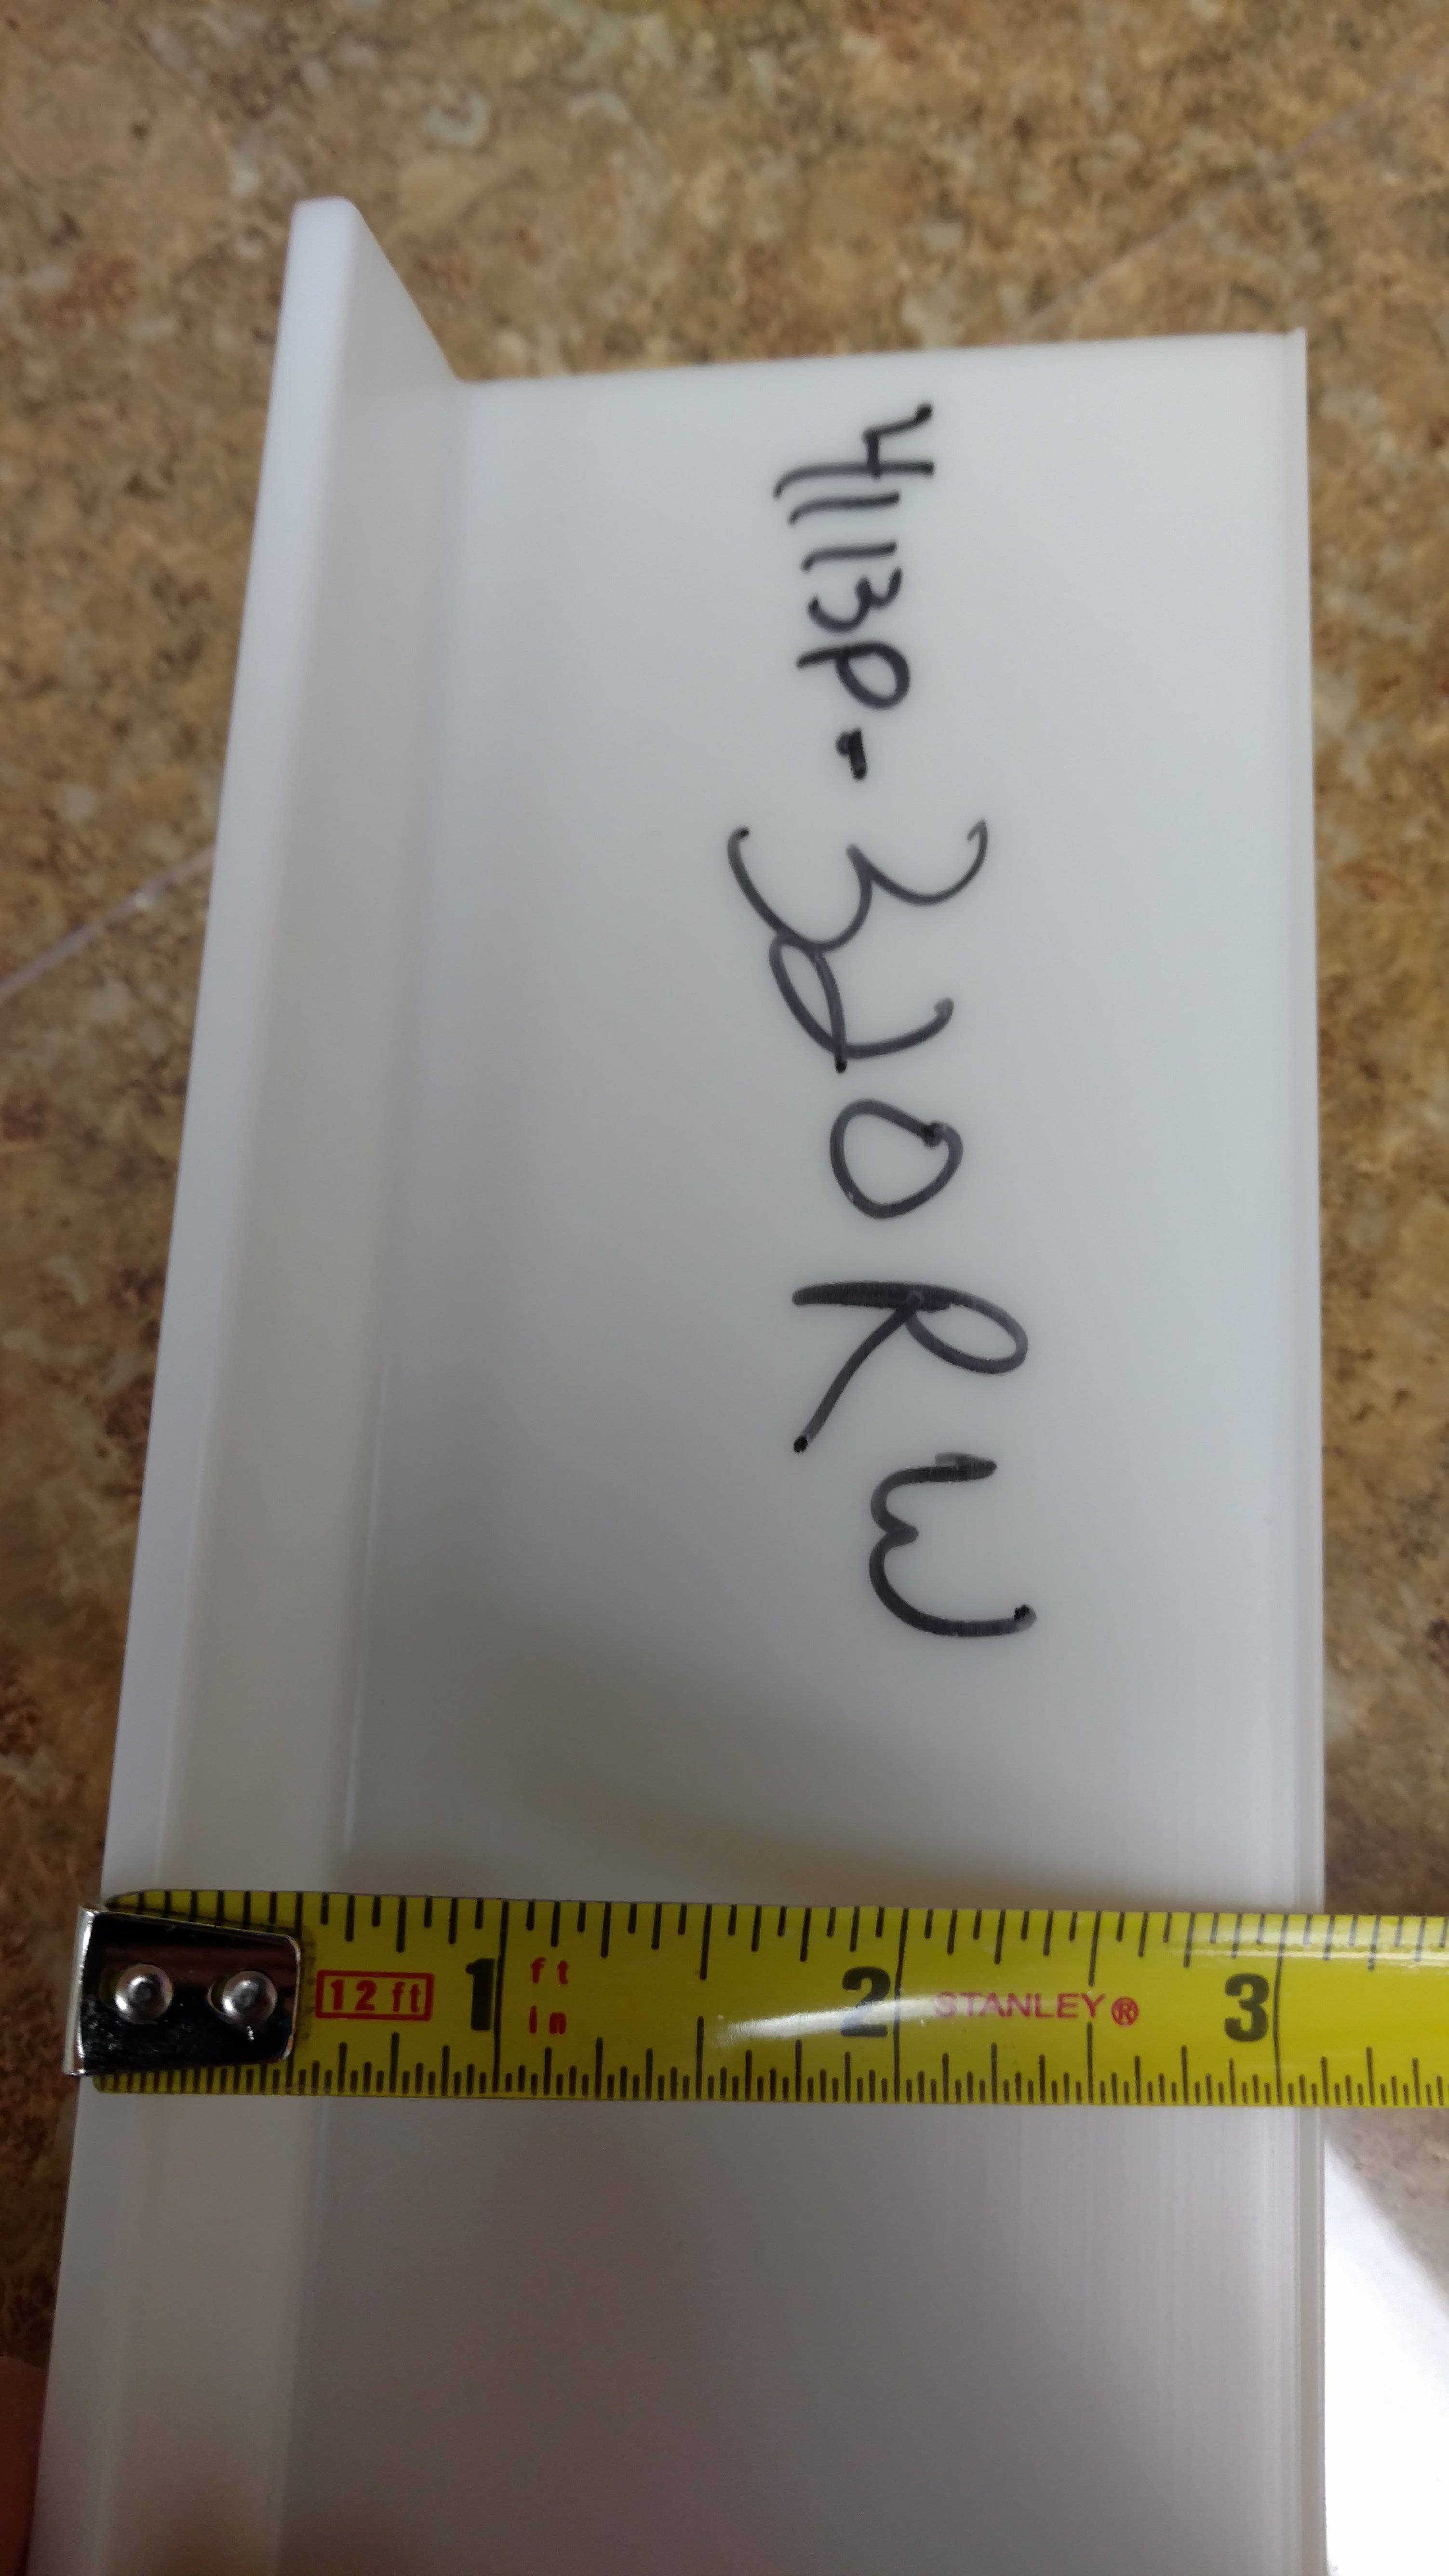 4113P-320RW
12 ft 1 ft 2 STANLEY® 3
in